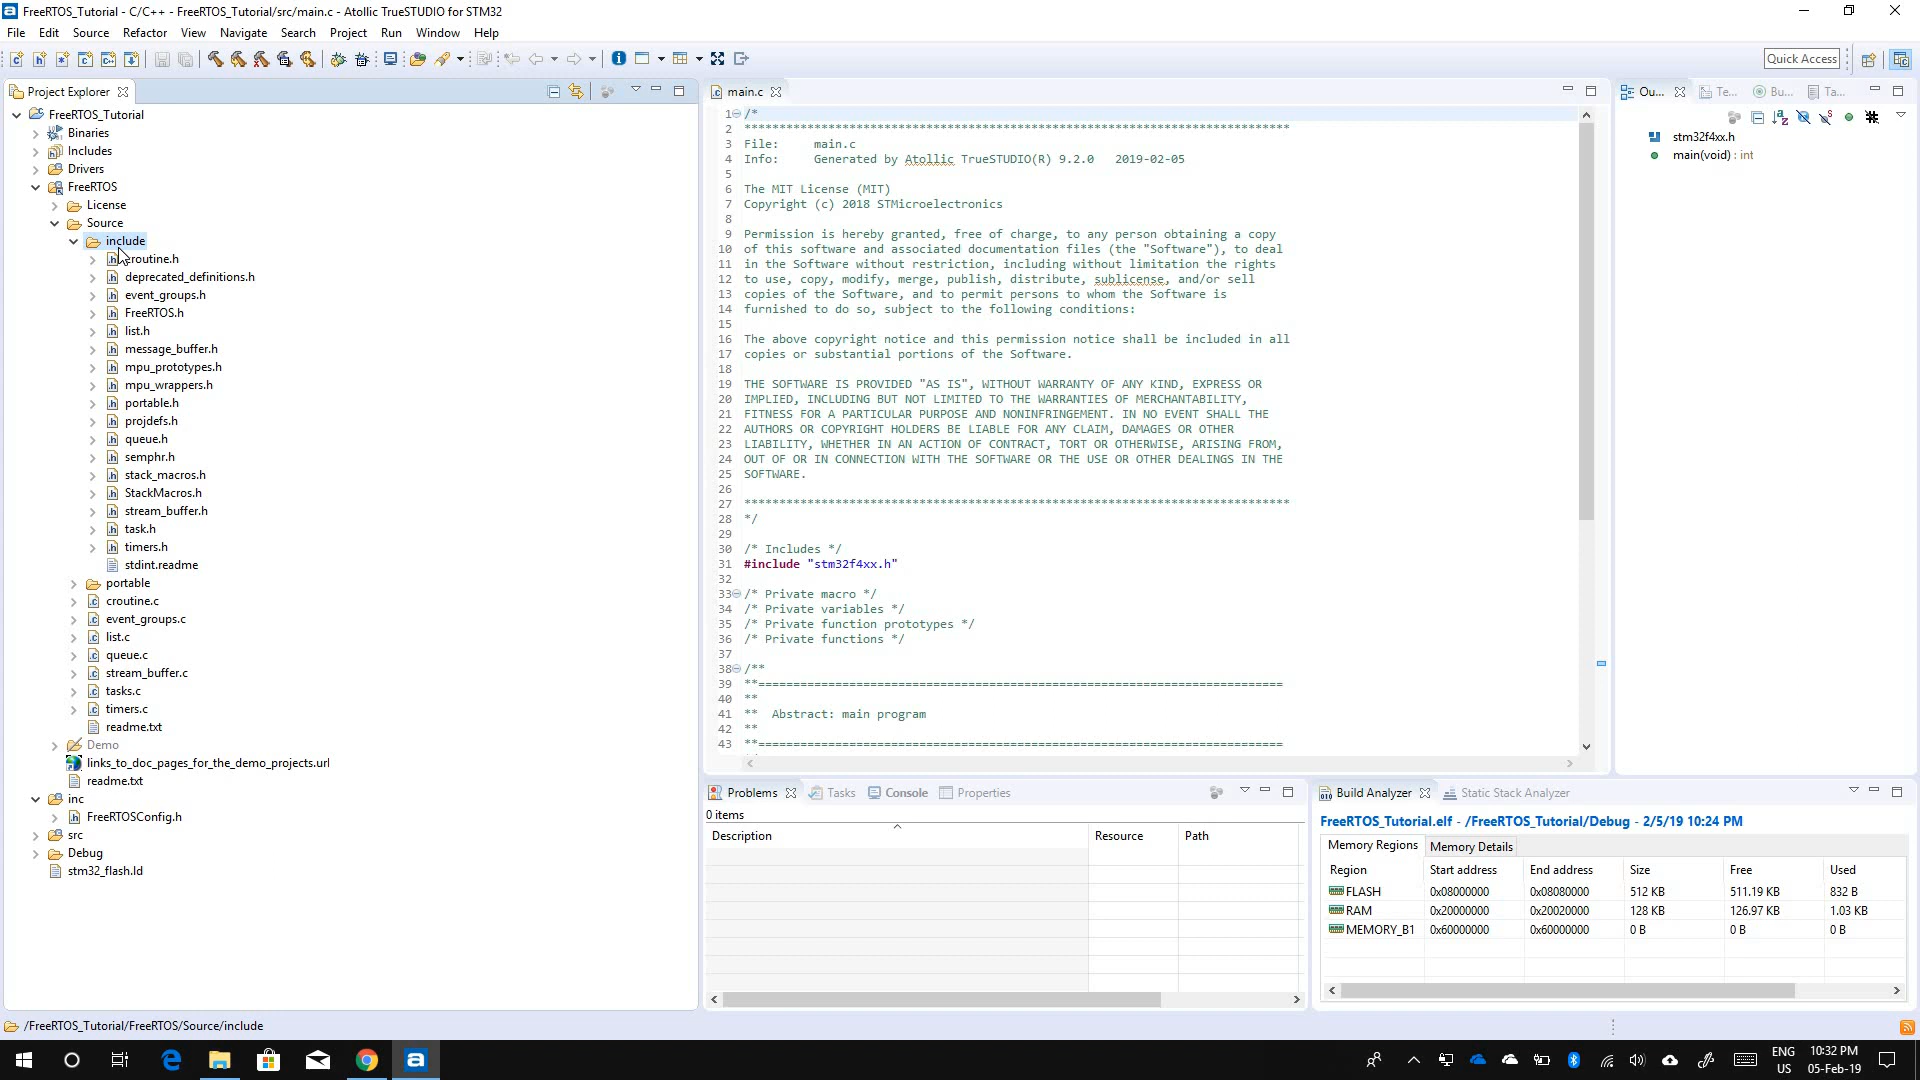 FreeRTOS_Tutorial - C/C++ - FreeRTOS_Tutorial/src/main.c - Atollic TrueSTUDIO for STM32
File Edit Source Refactor View Navigate Search Project Run Window Help
Quick Access
Project Explorer
FreeRTOS_Tutorial
Binaries
Includes
Drivers
FreeRTOS
License
Source
include
croutine.h
deprecated_definitions.h
event_groups.h
FreeRTOS.h
list.h
message_buffer.h
mpu_prototypes.h
mpu_wrappers.h
portable.h
projdefs.h
queue.h
semphr.h
stack_macros.h
StackMacros.h
stream_buffer.h
task.h
timers.h
stdint.readme
portable
croutine.c
event_groups.c
list.c
queue.c
stream_buffer.c
tasks.c
timers.c
readme.txt
Demo
links_to_doc_pages_for_the_demo_projects.url
readme.txt
inc
FreeRTOSConfig.h
src
Debug
stm32_flash.ld
main.c
1 /*
2 ******************************************************************************
3 File:     main.c
4 Info:     Generated by Atollic TrueSTUDIO(R) 9.2.0   2019-02-05
5
6 The MIT License (MIT)
7 Copyright (c) 2018 STMicroelectronics
8
9 Permission is hereby granted, free of charge, to any person obtaining a copy
10 of this software and associated documentation files (the "Software"), to deal
11 in the Software without restriction, including without limitation the rights
12 to use, copy, modify, merge, publish, distribute, sublicense, and/or sell
13 copies of the Software, and to permit persons to whom the Software is
14 furnished to do so, subject to the following conditions:
15
16 The above copyright notice and this permission notice shall be included in all
17 copies or substantial portions of the Software.
18
19 THE SOFTWARE IS PROVIDED "AS IS", WITHOUT WARRANTY OF ANY KIND, EXPRESS OR
20 IMPLIED, INCLUDING BUT NOT LIMITED TO THE WARRANTIES OF MERCHANTABILITY,
21 FITNESS FOR A PARTICULAR PURPOSE AND NONINFRINGEMENT. IN NO EVENT SHALL THE
22 AUTHORS OR COPYRIGHT HOLDERS BE LIABLE FOR ANY CLAIM, DAMAGES OR OTHER
23 LIABILITY, WHETHER IN AN ACTION OF CONTRACT, TORT OR OTHERWISE, ARISING FROM,
24 OUT OF OR IN CONNECTION WITH THE SOFTWARE OR THE USE OR OTHER DEALINGS IN THE
25 SOFTWARE.
26
27 ******************************************************************************
28 */
29
30 /* Includes */
31 #include "stm32f4xx.h"
32
33 /* Private macro */
34 /* Private variables */
35 /* Private function prototypes */
36 /* Private functions */
37
38 /**
39 **===========================================================================
40 **
41 **  Abstract: main program
42 **
43 **===========================================================================
Ou... Te... Bu... Ta...
stm32f4xx.h
main(void) : int
Problems Tasks Console Properties
0 items
Description Resource Path
Build Analyzer Static Stack Analyzer
FreeRTOS_Tutorial.elf - /FreeRTOS_Tutorial/Debug - 2/5/19 10:24 PM
Memory Regions Memory Details
Region Start address End address Size Free Used
FLASH 0x08000000 0x08080000 512 KB 511.19 KB 832 B
RAM 0x20000000 0x20020000 128 KB 126.97 KB 1.03 KB
MEMORY_B1 0x60000000 0x60000000 0 B 0 B 0 B
/FreeRTOS_Tutorial/FreeRTOS/Source/include
ENG
US
10:32 PM
05-Feb-19